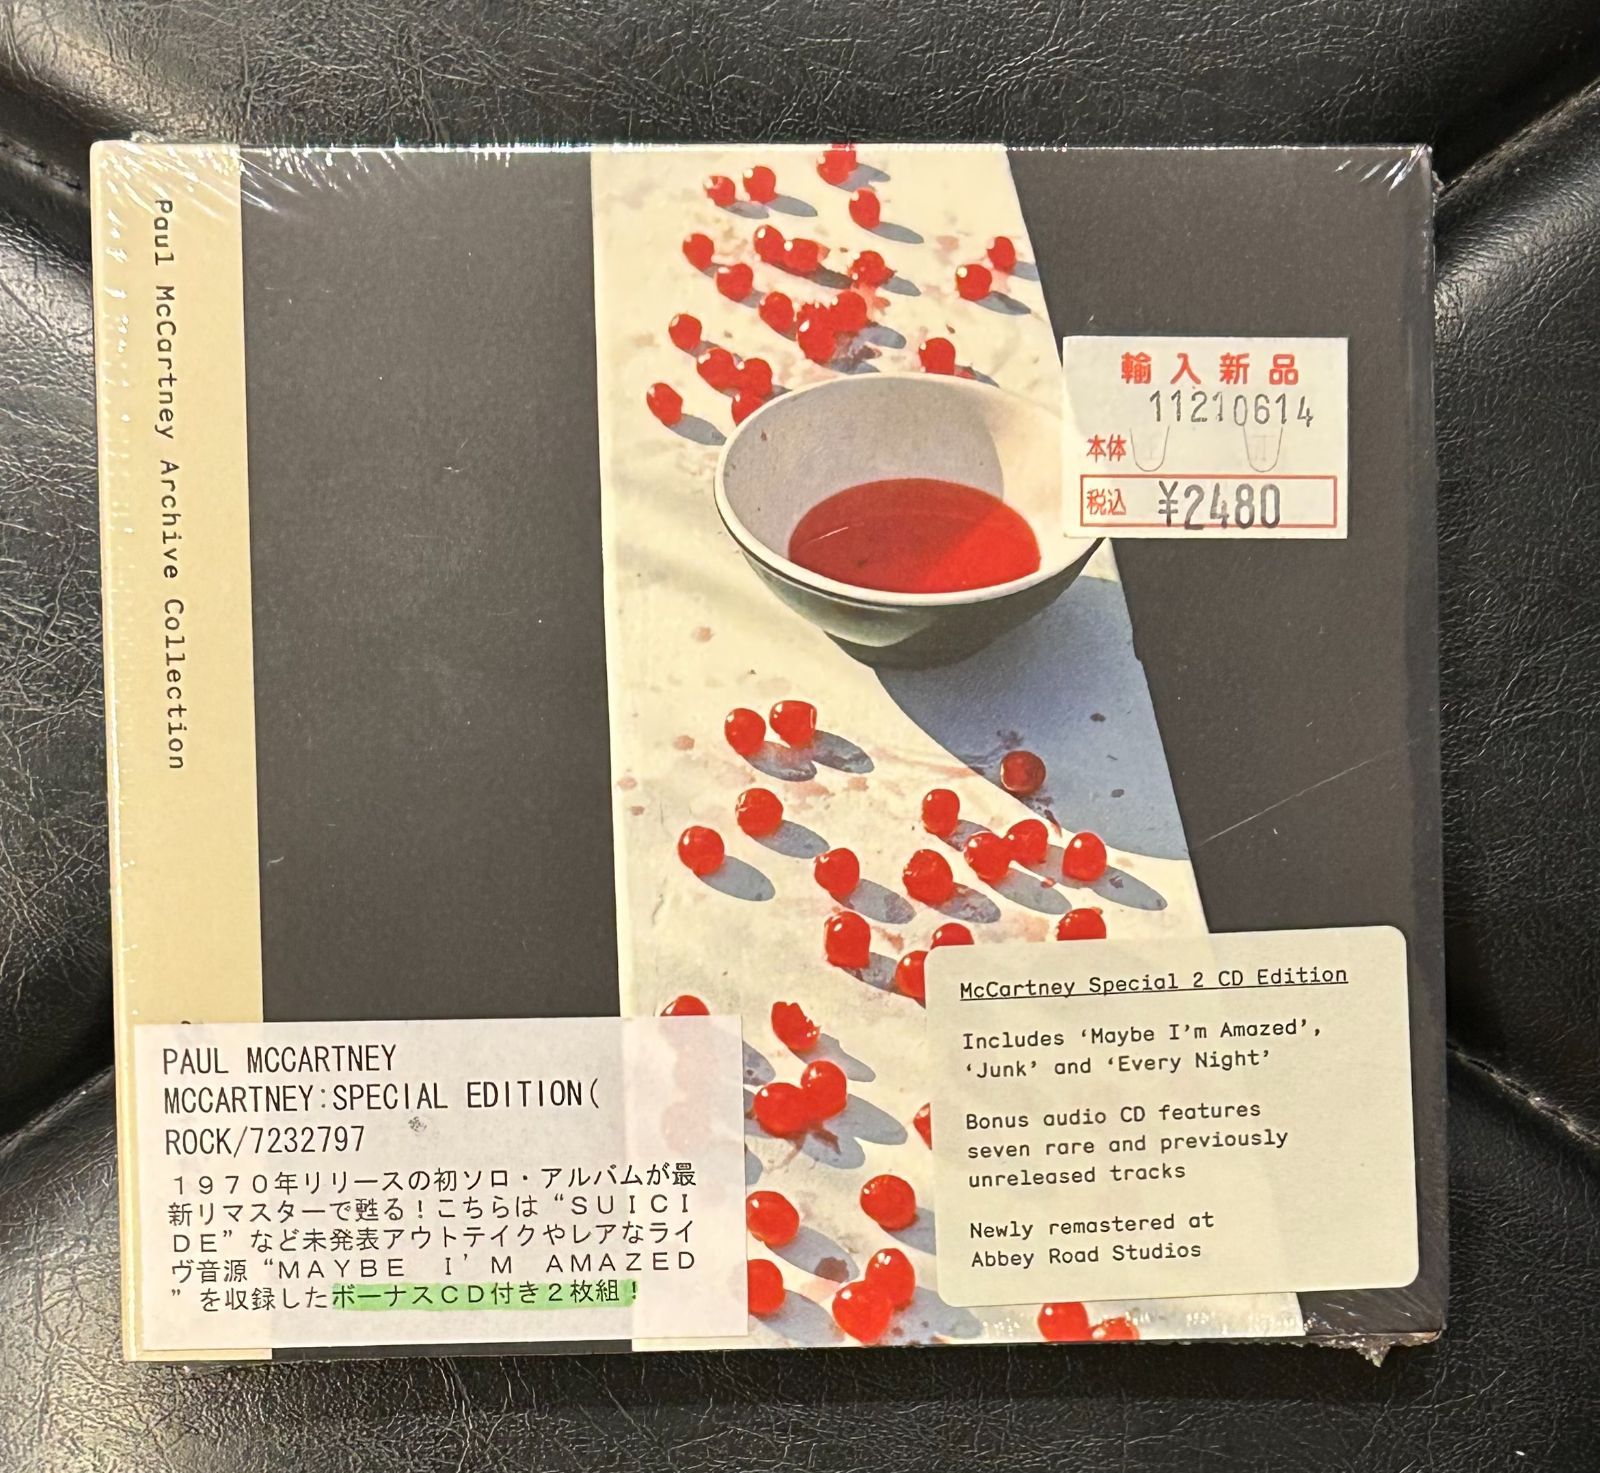 Paul McCartney Archive Collection
輸入新品
11210614
本体
税込 ¥2480
McCartney Special 2 CD Edition
Includes ‘Maybe I’m Amazed’,
‘Junk’ and ‘Every Night’
Bonus audio CD features
seven rare and previously
unreleased tracks
Newly remastered at
Abbey Road Studios
PAUL MCCARTNEY
MCCARTNEY:SPECIAL EDITION(
ROCK/7232797
１９７０年リリースの初ソロ・アルバムが最
新リマスターで甦る！こちらは“ＳＵＩＣＩ
ＤＥ”など未発表アウトテイクやレアなライ
ヴ音源“ＭＡＹＢＥ　Ｉ’Ｍ　ＡＭＡＺＥＤ
”を収録したボーナスＣＤ付き２枚組！